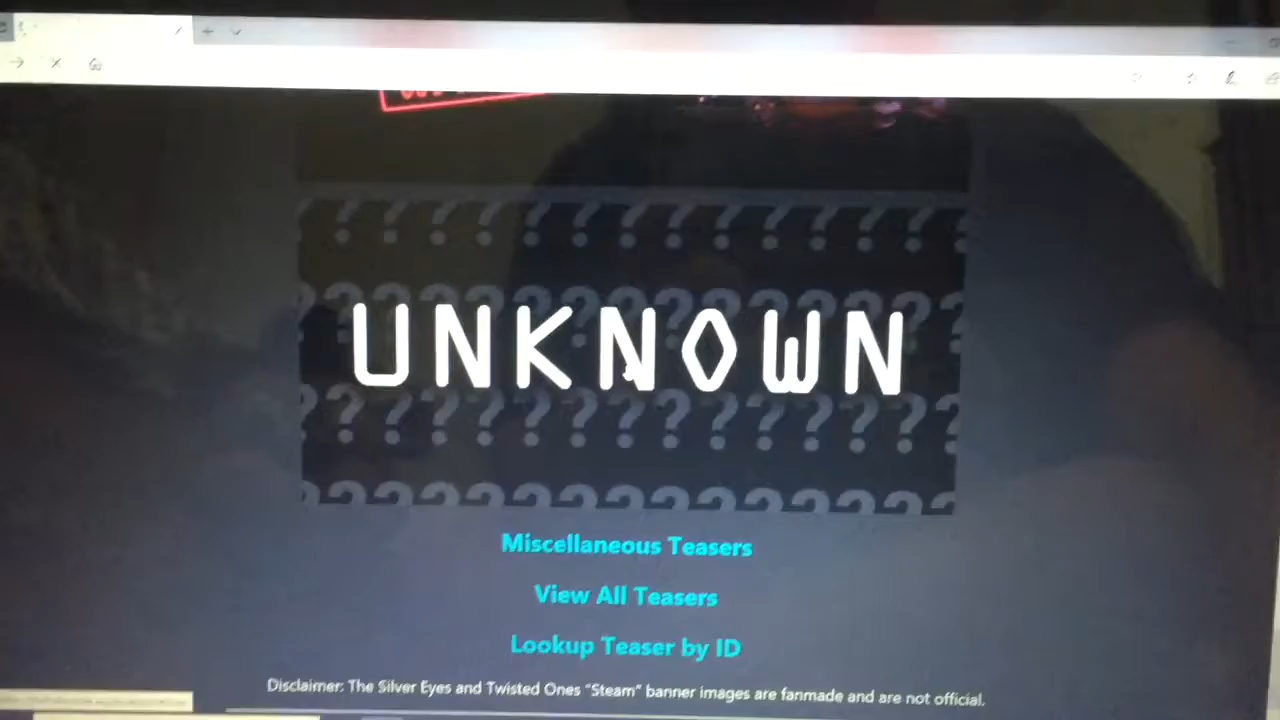 UNKNOWN
Miscellaneous Teasers
View All Teasers
Lookup Teaser by ID
Disclaimer: The Silver Eyes and Twisted Ones "Steam" banner images are fanmade and are not official.